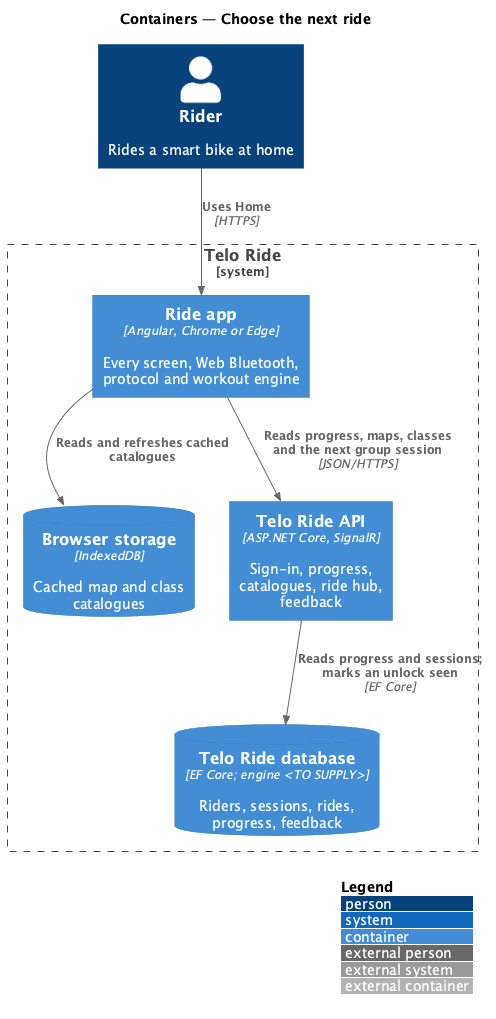 Containers — Choose the next ride
Rider
Rides a smart bike at home
Uses Home
[HTTPS]
Telo Ride
[system]
Ride app
[Angular, Chrome or Edge]
Every screen, Web Bluetooth,
protocol and workout engine
Reads and refreshes cached
catalogues
Reads progress, maps, classes
and the next group session
[JSON/HTTPS]
Browser storage
[IndexedDB]
Cached map and class
catalogues
Telo Ride API
[ASP.NET Core, SignalR]
Sign-in, progress,
catalogues, ride hub,
feedback
Reads progress and sessions;
marks an unlock seen
[EF Core]
Telo Ride database
[EF Core; engine <TO SUPPLY>]
Riders, sessions, rides,
progress, feedback
Legend
person
system
container
external person
external system
external container